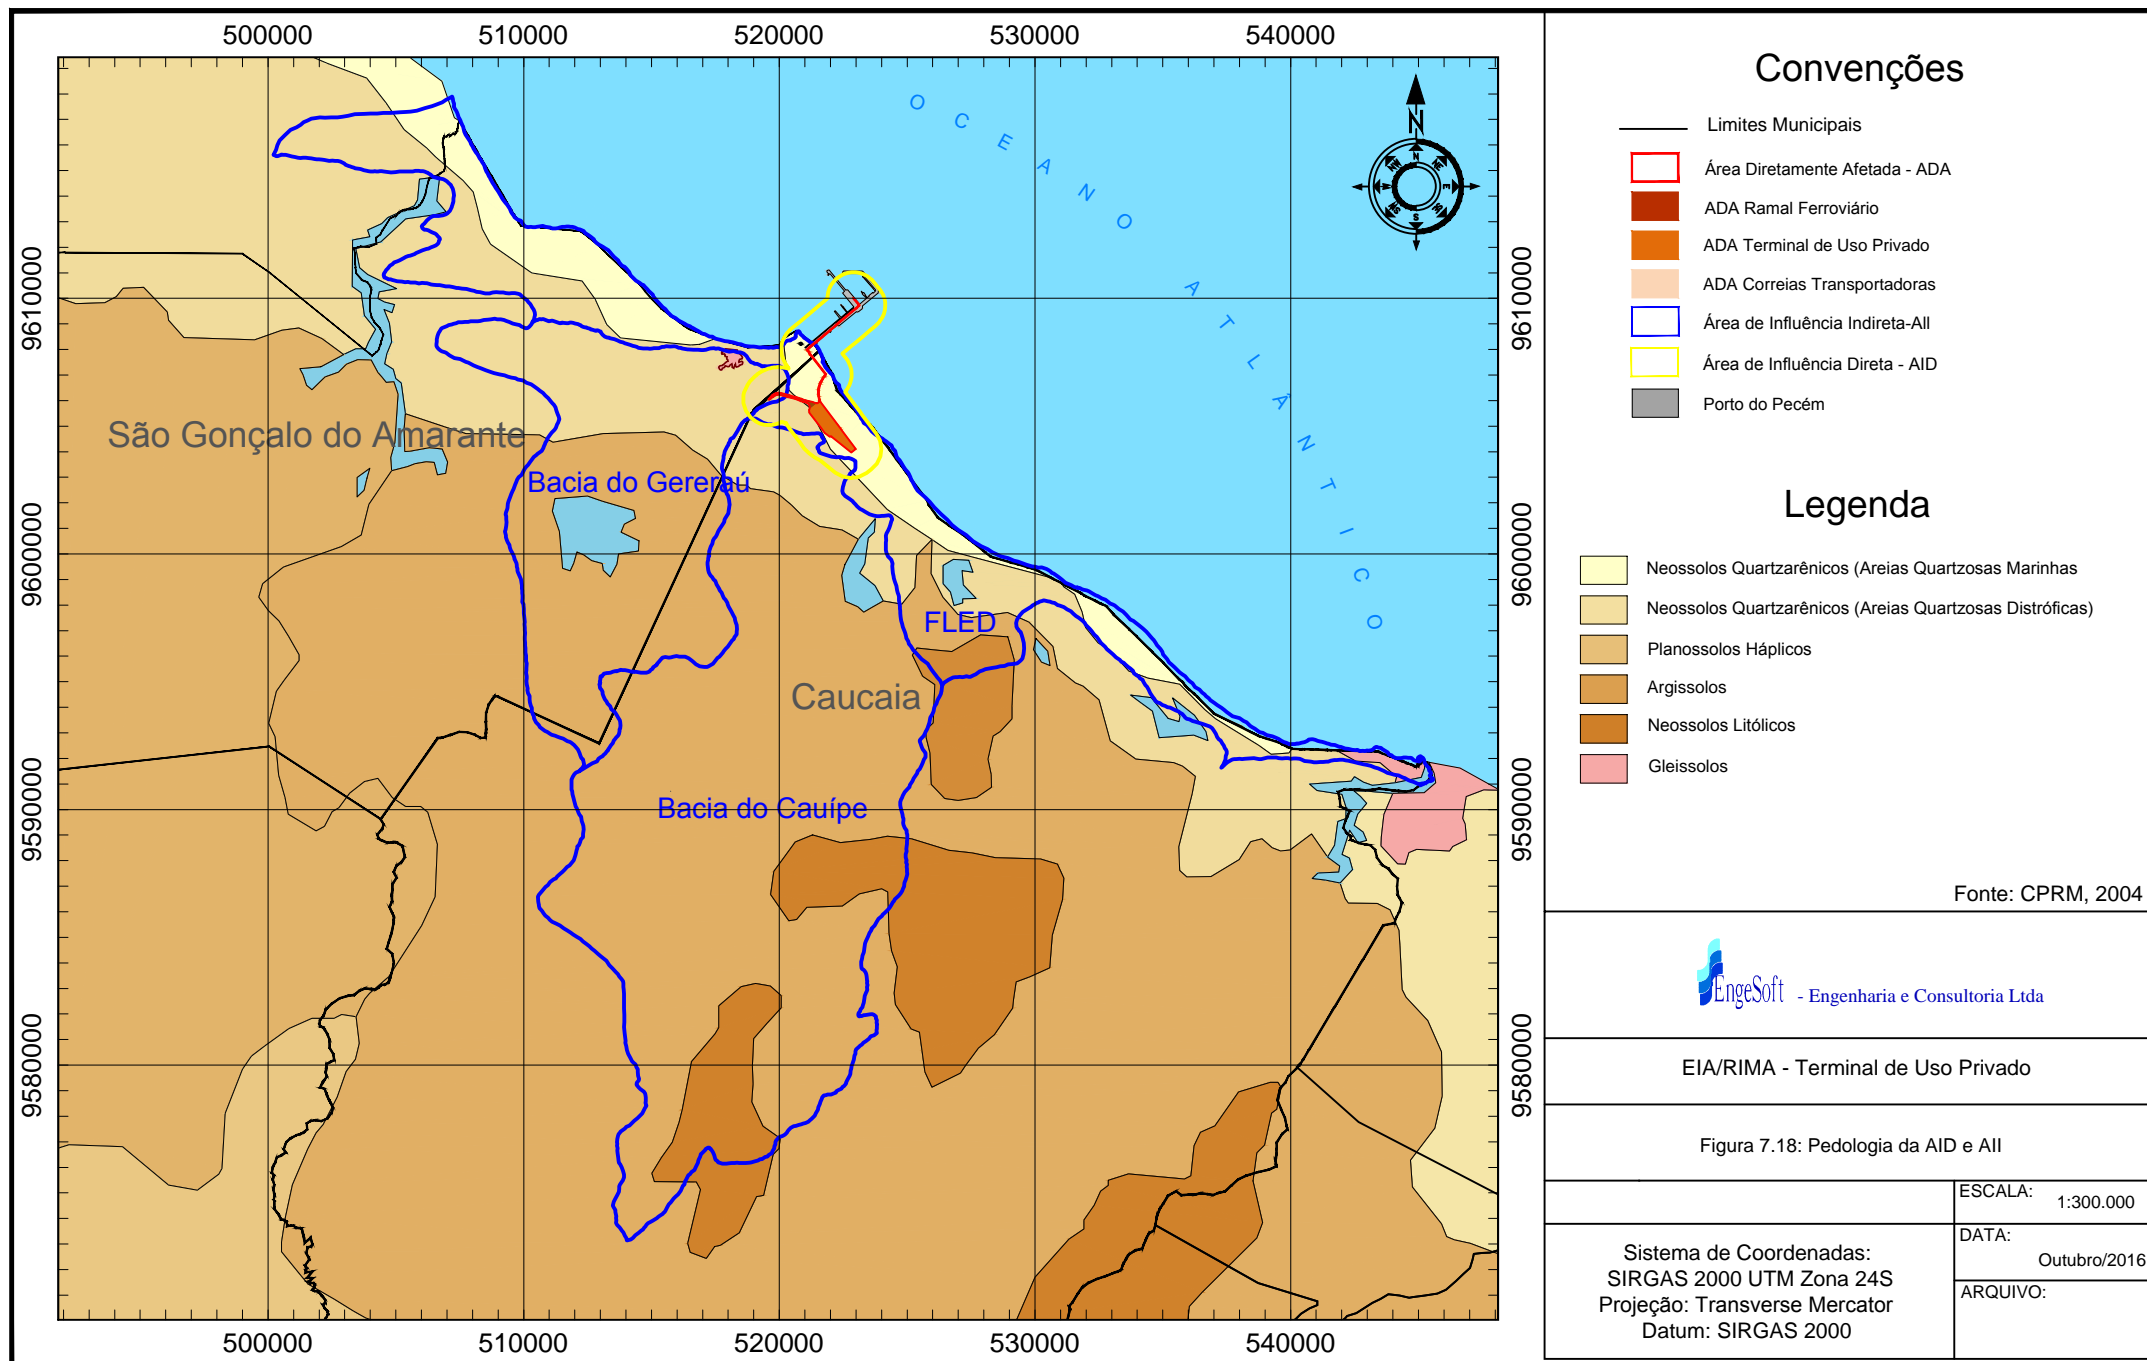 500000 510000 520000 530000 540000
9610000
9600000
9590000
9580000
OCEANO ATLÂNTICO
N
São Gonçalo do Amarante
Bacia do Gereraú
FLED
Caucaia
Bacia do Cauípe
9610000
9600000
9590000
9580000
500000 510000 520000 530000 540000
Convenções
Limites Municipais
Área Diretamente Afetada - ADA
ADA Ramal Ferroviário
ADA Terminal de Uso Privado
ADA Correias Transportadoras
Área de Influência Indireta-AII
Área de Influência Direta - AID
Porto do Pecém
Legenda
Neossolos Quartzarênicos (Areias Quartzosas Marinhas
Neossolos Quartzarênicos (Areias Quartzosas Distróficas)
Planossolos Háplicos
Argissolos
Neossolos Litólicos
Gleissolos
Fonte: CPRM, 2004
EngeSoft - Engenharia e Consultoria Ltda
EIA/RIMA - Terminal de Uso Privado
Figura 7.18: Pedologia da AID e AII
ESCALA: 1:300.000
Sistema de Coordenadas:
SIRGAS 2000 UTM Zona 24S
Projeção: Transverse Mercator
Datum: SIRGAS 2000
DATA:
Outubro/2016
ARQUIVO: